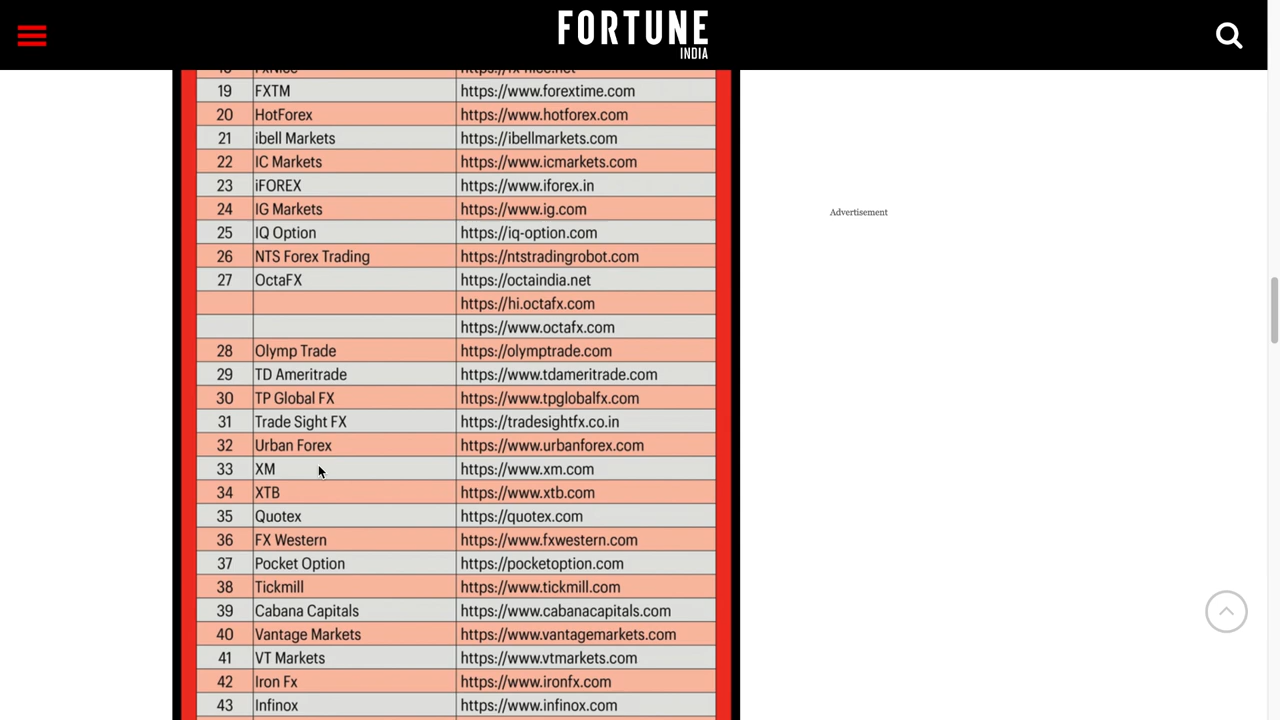 FORTUNE
INDIA
19 FXTM https://www.forextime.com
20 HotForex https://www.hotforex.com
21 ibell Markets https://ibellmarkets.com
22 IC Markets https://www.icmarkets.com
23 iFOREX https://www.iforex.in
24 IG Markets https://www.ig.com
25 IQ Option https://iq-option.com
26 NTS Forex Trading https://ntstradingrobot.com
27 OctaFX https://octaindia.net
https://hi.octafx.com
https://www.octafx.com
28 Olymp Trade https://olymptrade.com
29 TD Ameritrade https://www.tdameritrade.com
30 TP Global FX https://www.tpglobalfx.com
31 Trade Sight FX https://tradesightfx.co.in
32 Urban Forex https://www.urbanforex.com
33 XM https://www.xm.com
34 XTB https://www.xtb.com
35 Quotex https://quotex.com
36 FX Western https://www.fxwestern.com
37 Pocket Option https://pocketoption.com
38 Tickmill https://www.tickmill.com
39 Cabana Capitals https://www.cabanacapitals.com
40 Vantage Markets https://www.vantagemarkets.com
41 VT Markets https://www.vtmarkets.com
42 Iron Fx https://www.ironfx.com
43 Infinox https://www.infinox.com
Advertisement